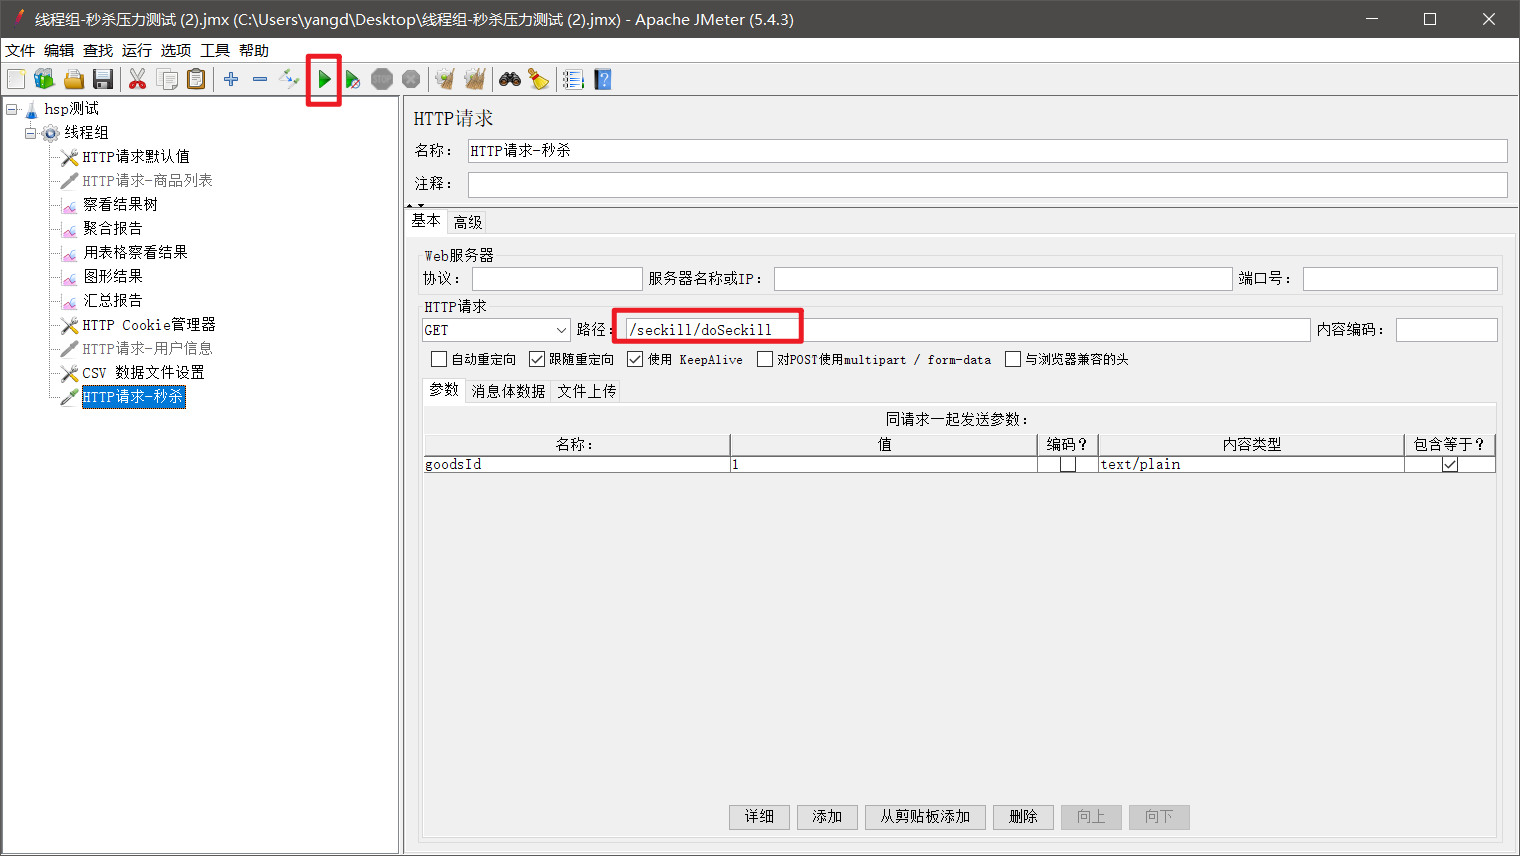 线程组-秒杀压力测试 (2).jmx (C:\Users\yangd\Desktop\线程组-秒杀压力测试 (2).jmx) - Apache JMeter (5.4.3)
文件 编辑 查找 运行 选项 工具 帮助
STOP
hsp测试
线程组
HTTP请求默认值
HTTP请求-商品列表
察看结果树
聚合报告
用表格察看结果
图形结果
汇总报告
HTTP Cookie管理器
HTTP请求-用户信息
CSV 数据文件设置
HTTP请求-秒杀
HTTP请求
名称： HTTP请求-秒杀
注释：
基本 高级
Web服务器
协议： 服务器名称或IP： 端口号：
HTTP请求
GET 路径： /seckill/doSeckill 内容编码：
自动重定向 跟随重定向 使用 KeepAlive 对POST使用multipart / form-data 与浏览器兼容的头
参数 消息体数据 文件上传
同请求一起发送参数：
名称： 值 编码？ 内容类型 包含等于？
goodsId 1 text/plain
详细 添加 从剪贴板添加 删除 向上 向下